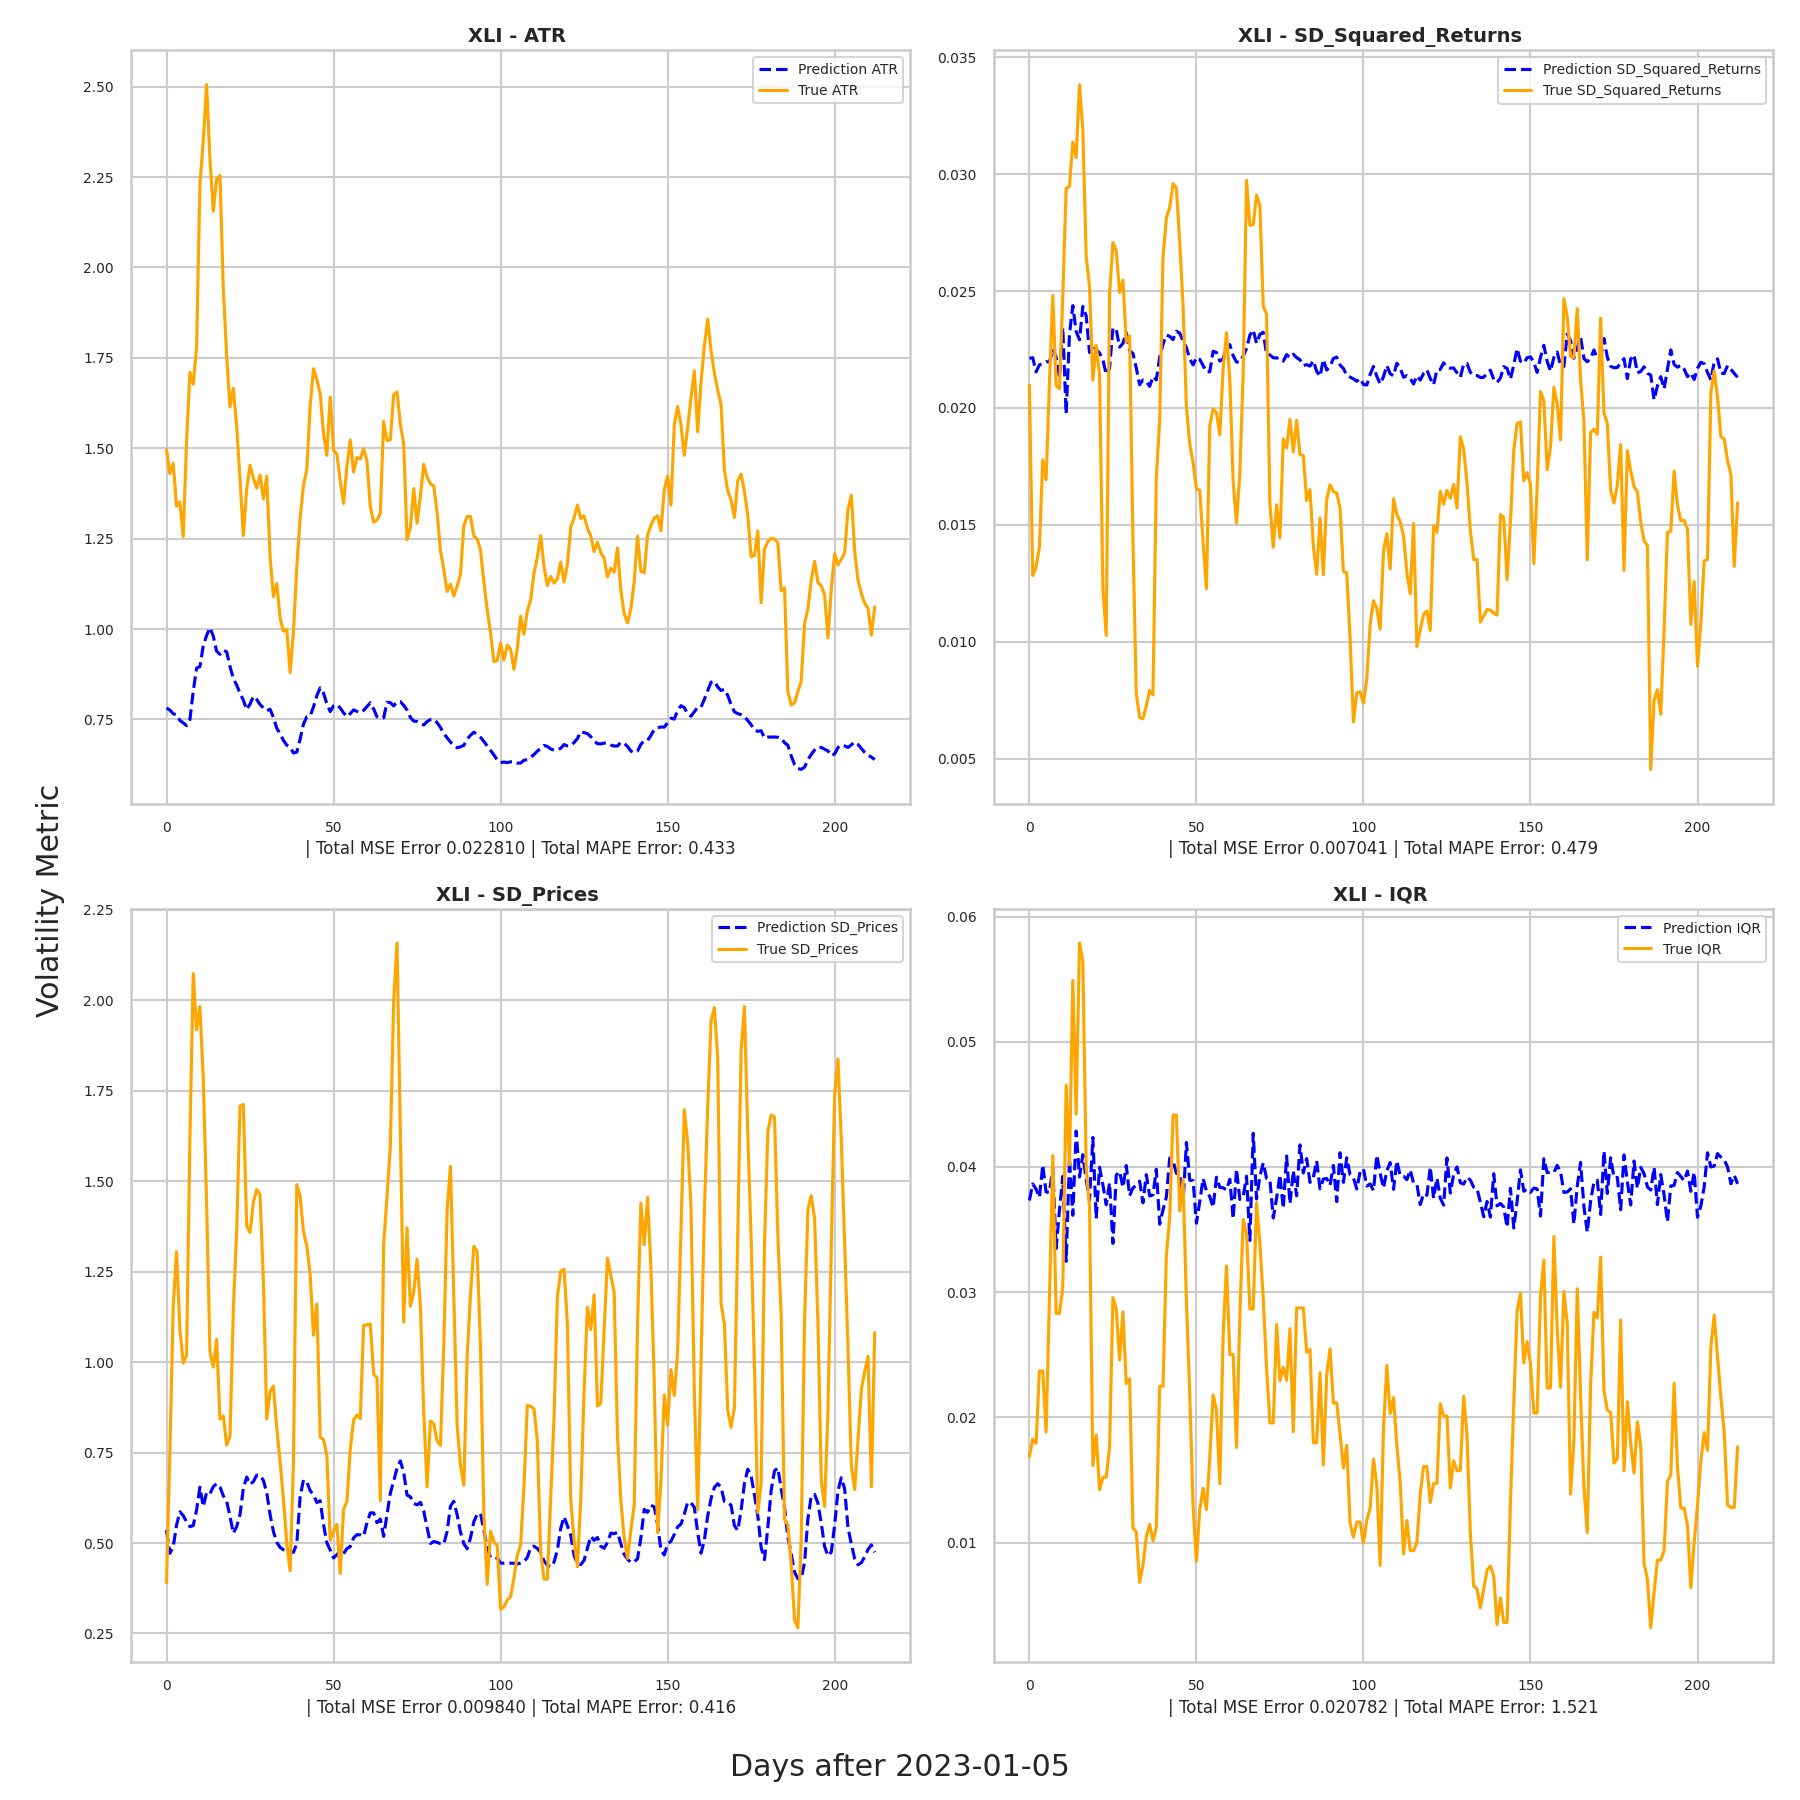 XLI - ATR
Prediction ATR
True ATR
2.50
2.25
2.00
1.75
1.50
1.25
1.00
0.75
0 50 100 150 200
| Total MSE Error 0.022810 | Total MAPE Error: 0.433
XLI - SD_Squared_Returns
Prediction SD_Squared_Returns
True SD_Squared_Returns
0.035
0.030
0.025
0.020
0.015
0.010
0.005
0 50 100 150 200
| Total MSE Error 0.007041 | Total MAPE Error: 0.479
Volatility Metric
XLI - SD_Prices
Prediction SD_Prices
True SD_Prices
2.25
2.00
1.75
1.50
1.25
1.00
0.75
0.50
0.25
0 50 100 150 200
| Total MSE Error 0.009840 | Total MAPE Error: 0.416
XLI - IQR
Prediction IQR
True IQR
0.06
0.05
0.04
0.03
0.02
0.01
0 50 100 150 200
| Total MSE Error 0.020782 | Total MAPE Error: 1.521
Days after 2023-01-05